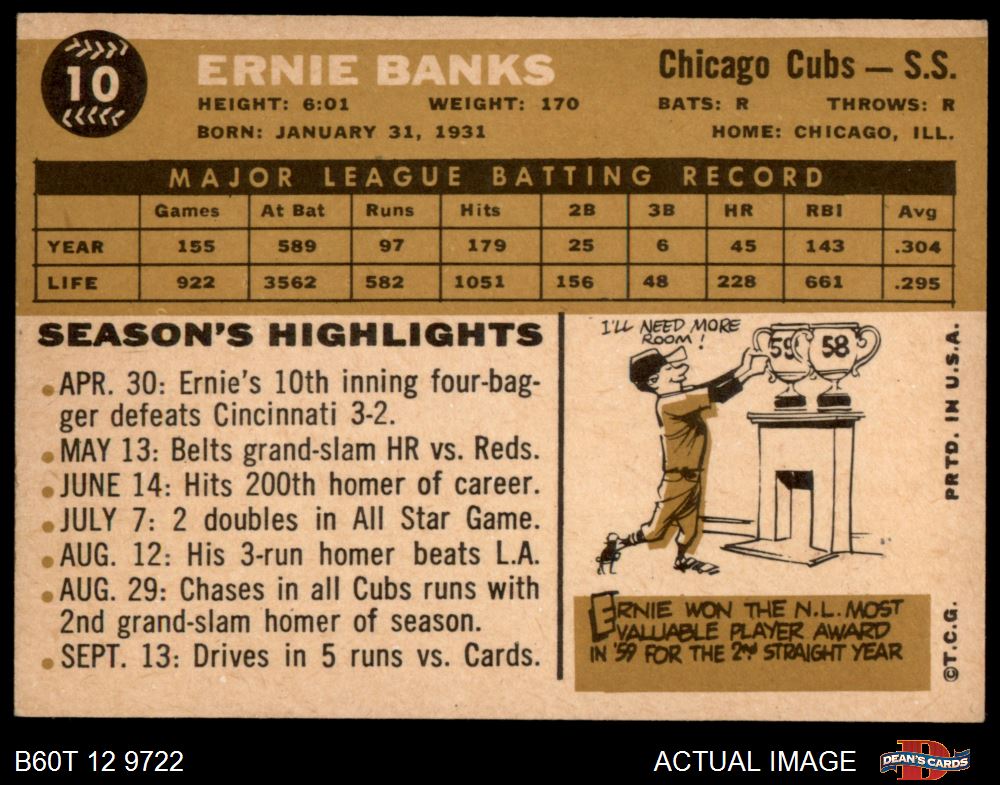 10
ERNIE BANKS
Chicago Cubs — S.S.
HEIGHT: 6:01 WEIGHT: 170 BATS: R THROWS: R
BORN: JANUARY 31, 1931 HOME: CHICAGO, ILL.
MAJOR LEAGUE BATTING RECORD
Games At Bat Runs Hits 2B 3B HR RBI Avg
YEAR 155 589 97 179 25 6 45 143 .304
LIFE 922 3562 582 1051 156 48 228 661 .295
SEASON'S HIGHLIGHTS
APR. 30: Ernie's 10th inning four-bag-
ger defeats Cincinnati 3-2.
MAY 13: Belts grand-slam HR vs. Reds.
JUNE 14: Hits 200th homer of career.
JULY 7: 2 doubles in All Star Game.
AUG. 12: His 3-run homer beats L.A.
AUG. 29: Chases in all Cubs runs with
2nd grand-slam homer of season.
SEPT. 13: Drives in 5 runs vs. Cards.
I'LL NEED MORE
ROOM!
59 58
ERNIE WON THE N.L. MOST
VALUABLE PLAYER AWARD
IN '59 FOR THE 2ND STRAIGHT YEAR
PRTD. IN U.S.A.
©T.C.G.
B60T 12 9722
ACTUAL IMAGE
D
DEAN'S CARDS